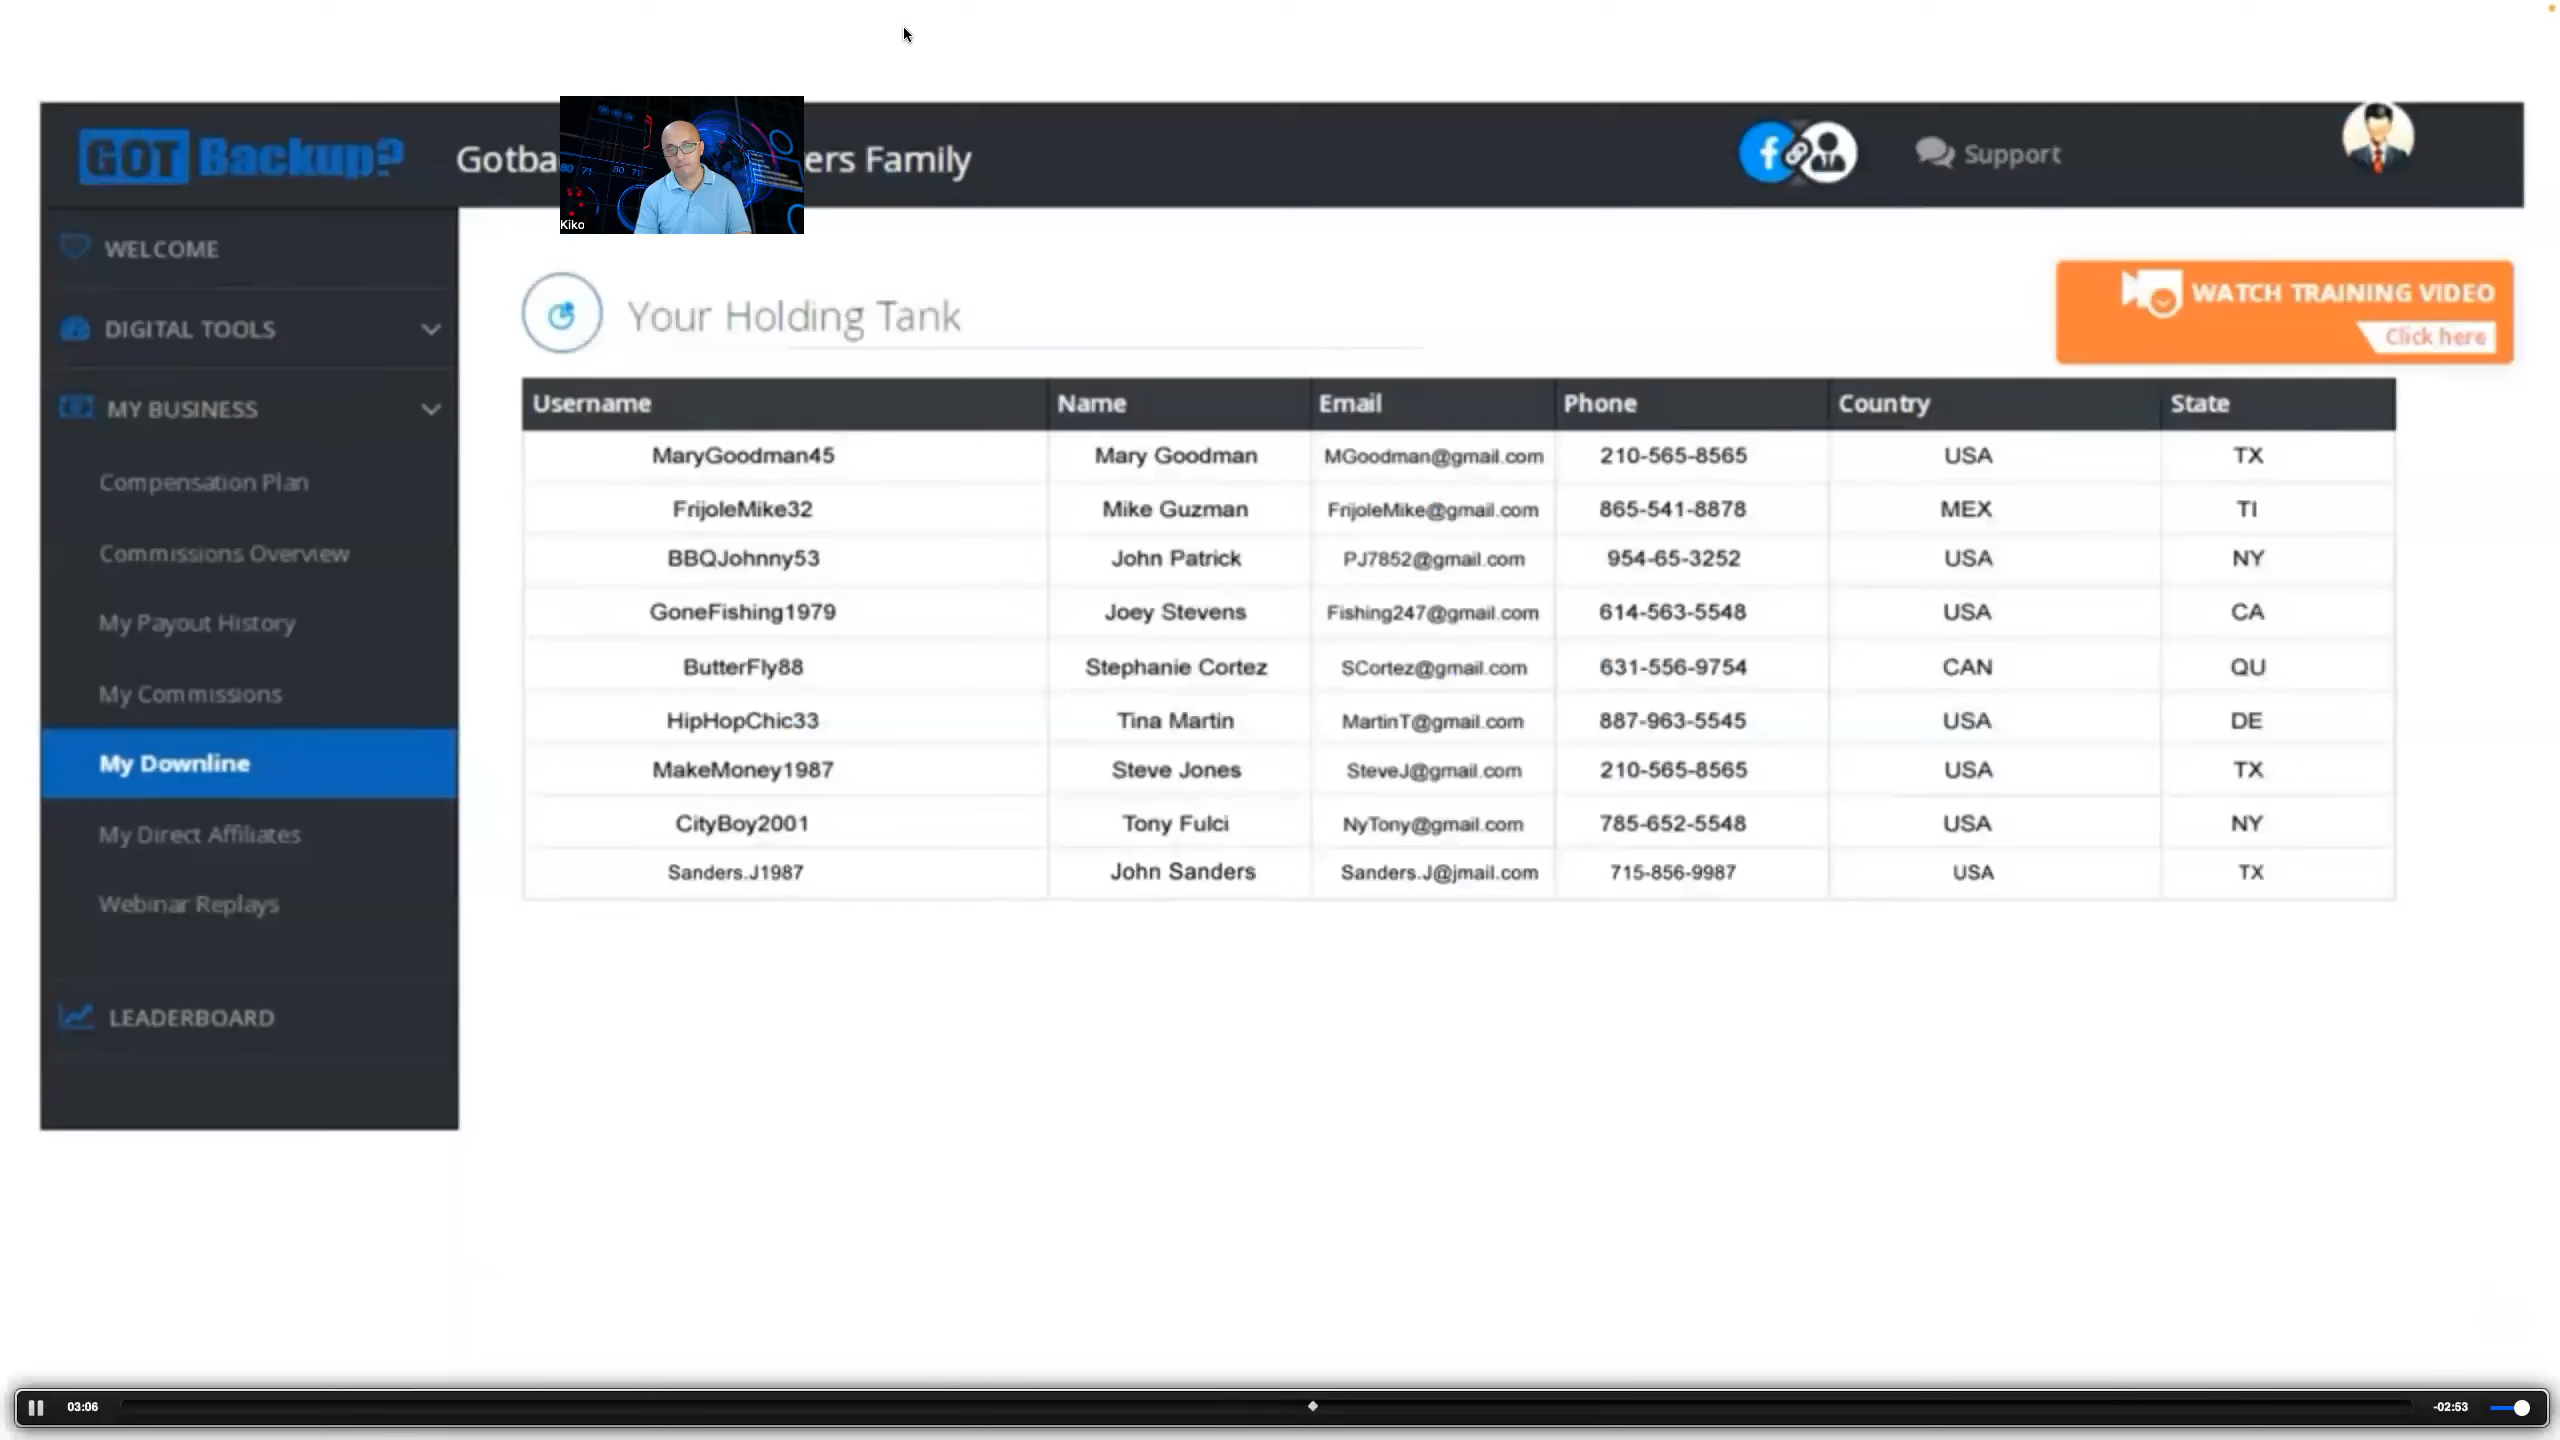 GOT Backup?
Gotba
ers Family
Support
Kiko
WELCOME
DIGITAL TOOLS
MY BUSINESS
Compensation Plan
Commissions Overview
My Payout History
My Commissions
My Downline
My Direct Affiliates
Webinar Replays
LEADERBOARD
Your Holding Tank
WATCH TRAINING VIDEO
Click here
Username Name Email Phone Country State
MaryGoodman45 Mary Goodman MGoodman@gmail.com 210-565-8565 USA TX
FrijoleMike32 Mike Guzman FrijoleMike@gmail.com 865-541-8878 MEX TI
BBQJohnny53 John Patrick PJ7852@gmail.com 954-65-3252 USA NY
GoneFishing1979 Joey Stevens Fishing247@gmail.com 614-563-5548 USA CA
ButterFly88 Stephanie Cortez SCortez@gmail.com 631-556-9754 CAN QU
HipHopChic33 Tina Martin MartinT@gmail.com 887-963-5545 USA DE
MakeMoney1987 Steve Jones SteveJ@gmail.com 210-565-8565 USA TX
CityBoy2001 Tony Fulci NyTony@gmail.com 785-652-5548 USA NY
Sanders.J1987 John Sanders Sanders.J@jmail.com 715-856-9987 USA TX
03:06
-02:53